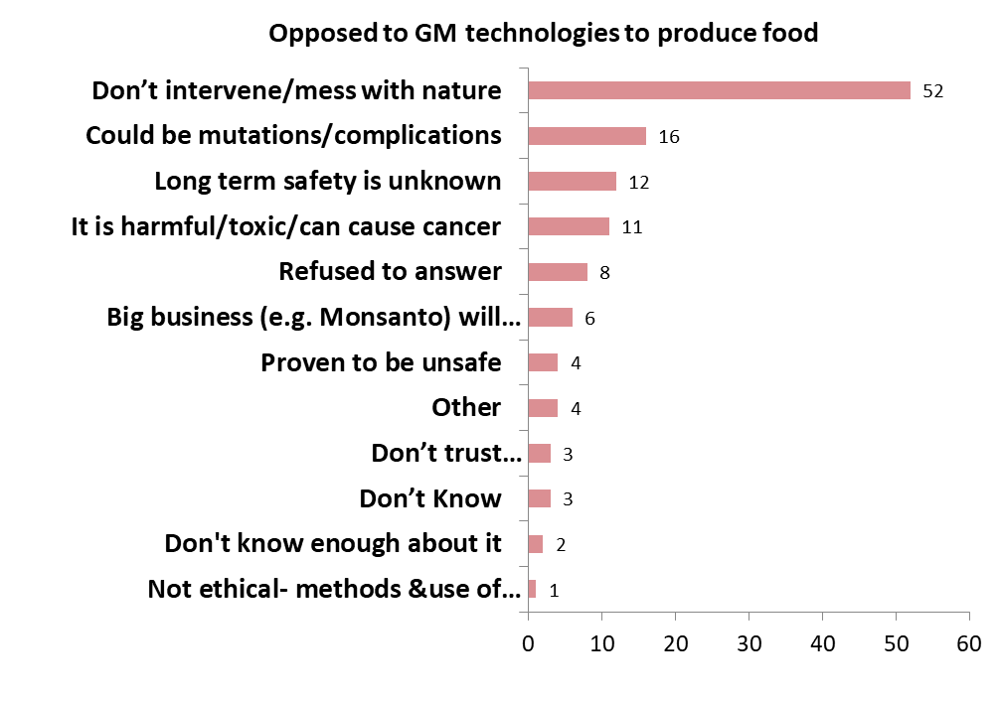 Opposed to GM technologies to produce food
Don’t intervene/mess with nature 52
Could be mutations/complications 16
Long term safety is unknown 12
It is harmful/toxic/can cause cancer 11
Refused to answer 8
Big business (e.g. Monsanto) will... 6
Proven to be unsafe 4
Other 4
Don’t trust... 3
Don’t Know 3
Don't know enough about it 2
Not ethical- methods &use of... 1
0 10 20 30 40 50 60